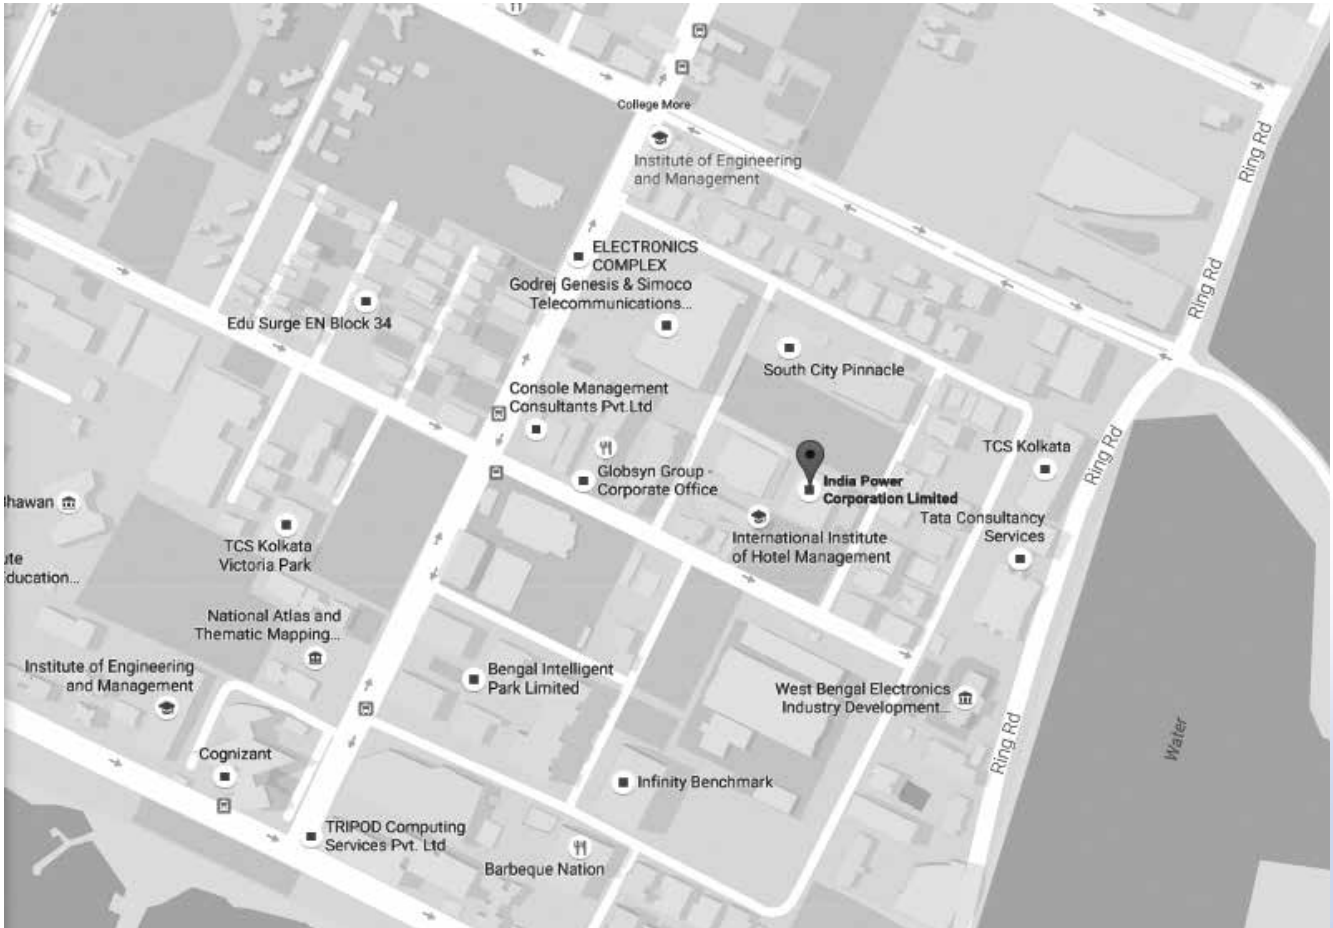 College More
Institute of Engineering
and Management
Ring Rd
Ring Rd
ELECTRONICS
COMPLEX
Godrej Genesis & Simoco
Telecommunications...
Edu Surge EN Block 34
South City Pinnacle
Console Management
Consultants Pvt.Ltd
TCS Kolkata
Ring Rd
Globsyn Group -
Corporate Office
India Power
Corporation Limited
Tata Consultancy
Services
Bhawan
International Institute
of Hotel Management
TCS Kolkata
Victoria Park
ute
Education...
National Atlas and
Thematic Mapping...
Institute of Engineering
and Management
Bengal Intelligent
Park Limited
West Bengal Electronics
Industry Development...
Ring Rd
Water
Cognizant
Infinity Benchmark
TRIPOD Computing
Services Pvt. Ltd
Barbeque Nation